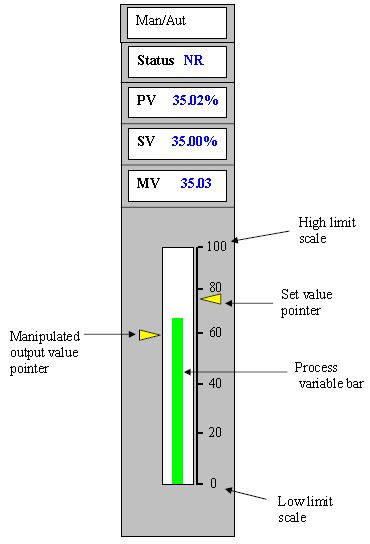 Man/Aut
Status NR
PV 35.02%
SV 35.00%
MV 35.03
High limit
scale
100
80
Set value
pointer
Manipulated
output value
pointer
60
Process
variable bar
40
20
0
Low limit
scale